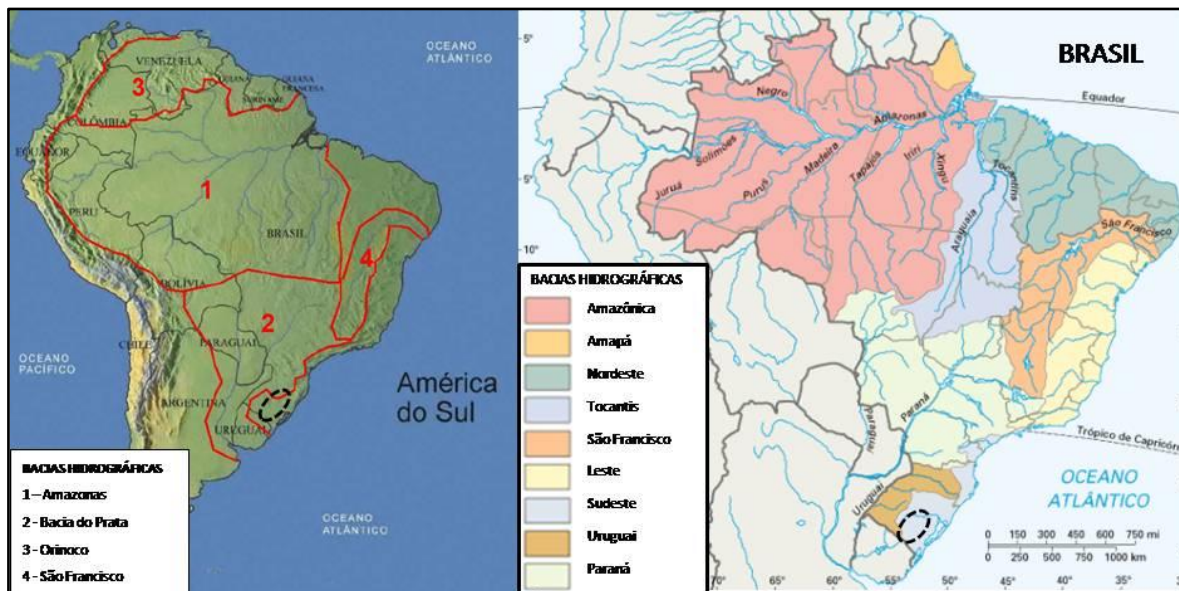 OCEANO
ATLÂNTICO
VENEZUELA
GUIANA
GUIANA
FRANCESA
SURINAME
3
COLÔMBIA
EQUADOR
1
PERU
BRASIL
4
BOLÍVIA
2
PARAGUAI
CHILE
OCEANO
PACÍFICO
ARGENTINA
América
do Sul
OCEANO
ATLÂNTICO
BACIAS HIDROGRÁFICAS
1 – Amazonas
2 - Bacia do Prata
3 - Orinoco
4 - São Francisco
BRASIL
5°
Equador
Negro
Amazonas
Solimões
Madeira
Tapajós
Iriri
Xingu
Tocantins
Juruá
Purus
5°
Araguaia
São Francisco
10°
BACIAS HIDROGRÁFICAS
Amazônica
Amapá
Nordeste
Tocantis
São Francisco
Leste
Sudeste
Uruguai
Paraná
Paraná
Paraguai
Trópico de Capricór
Uruguai
OCEANO
ATLÂNTICO
0 150 300 450 600 750 mi
0 250 500 750 1000 km
70° 65° 60° 55° 50° 45° 40° 35°